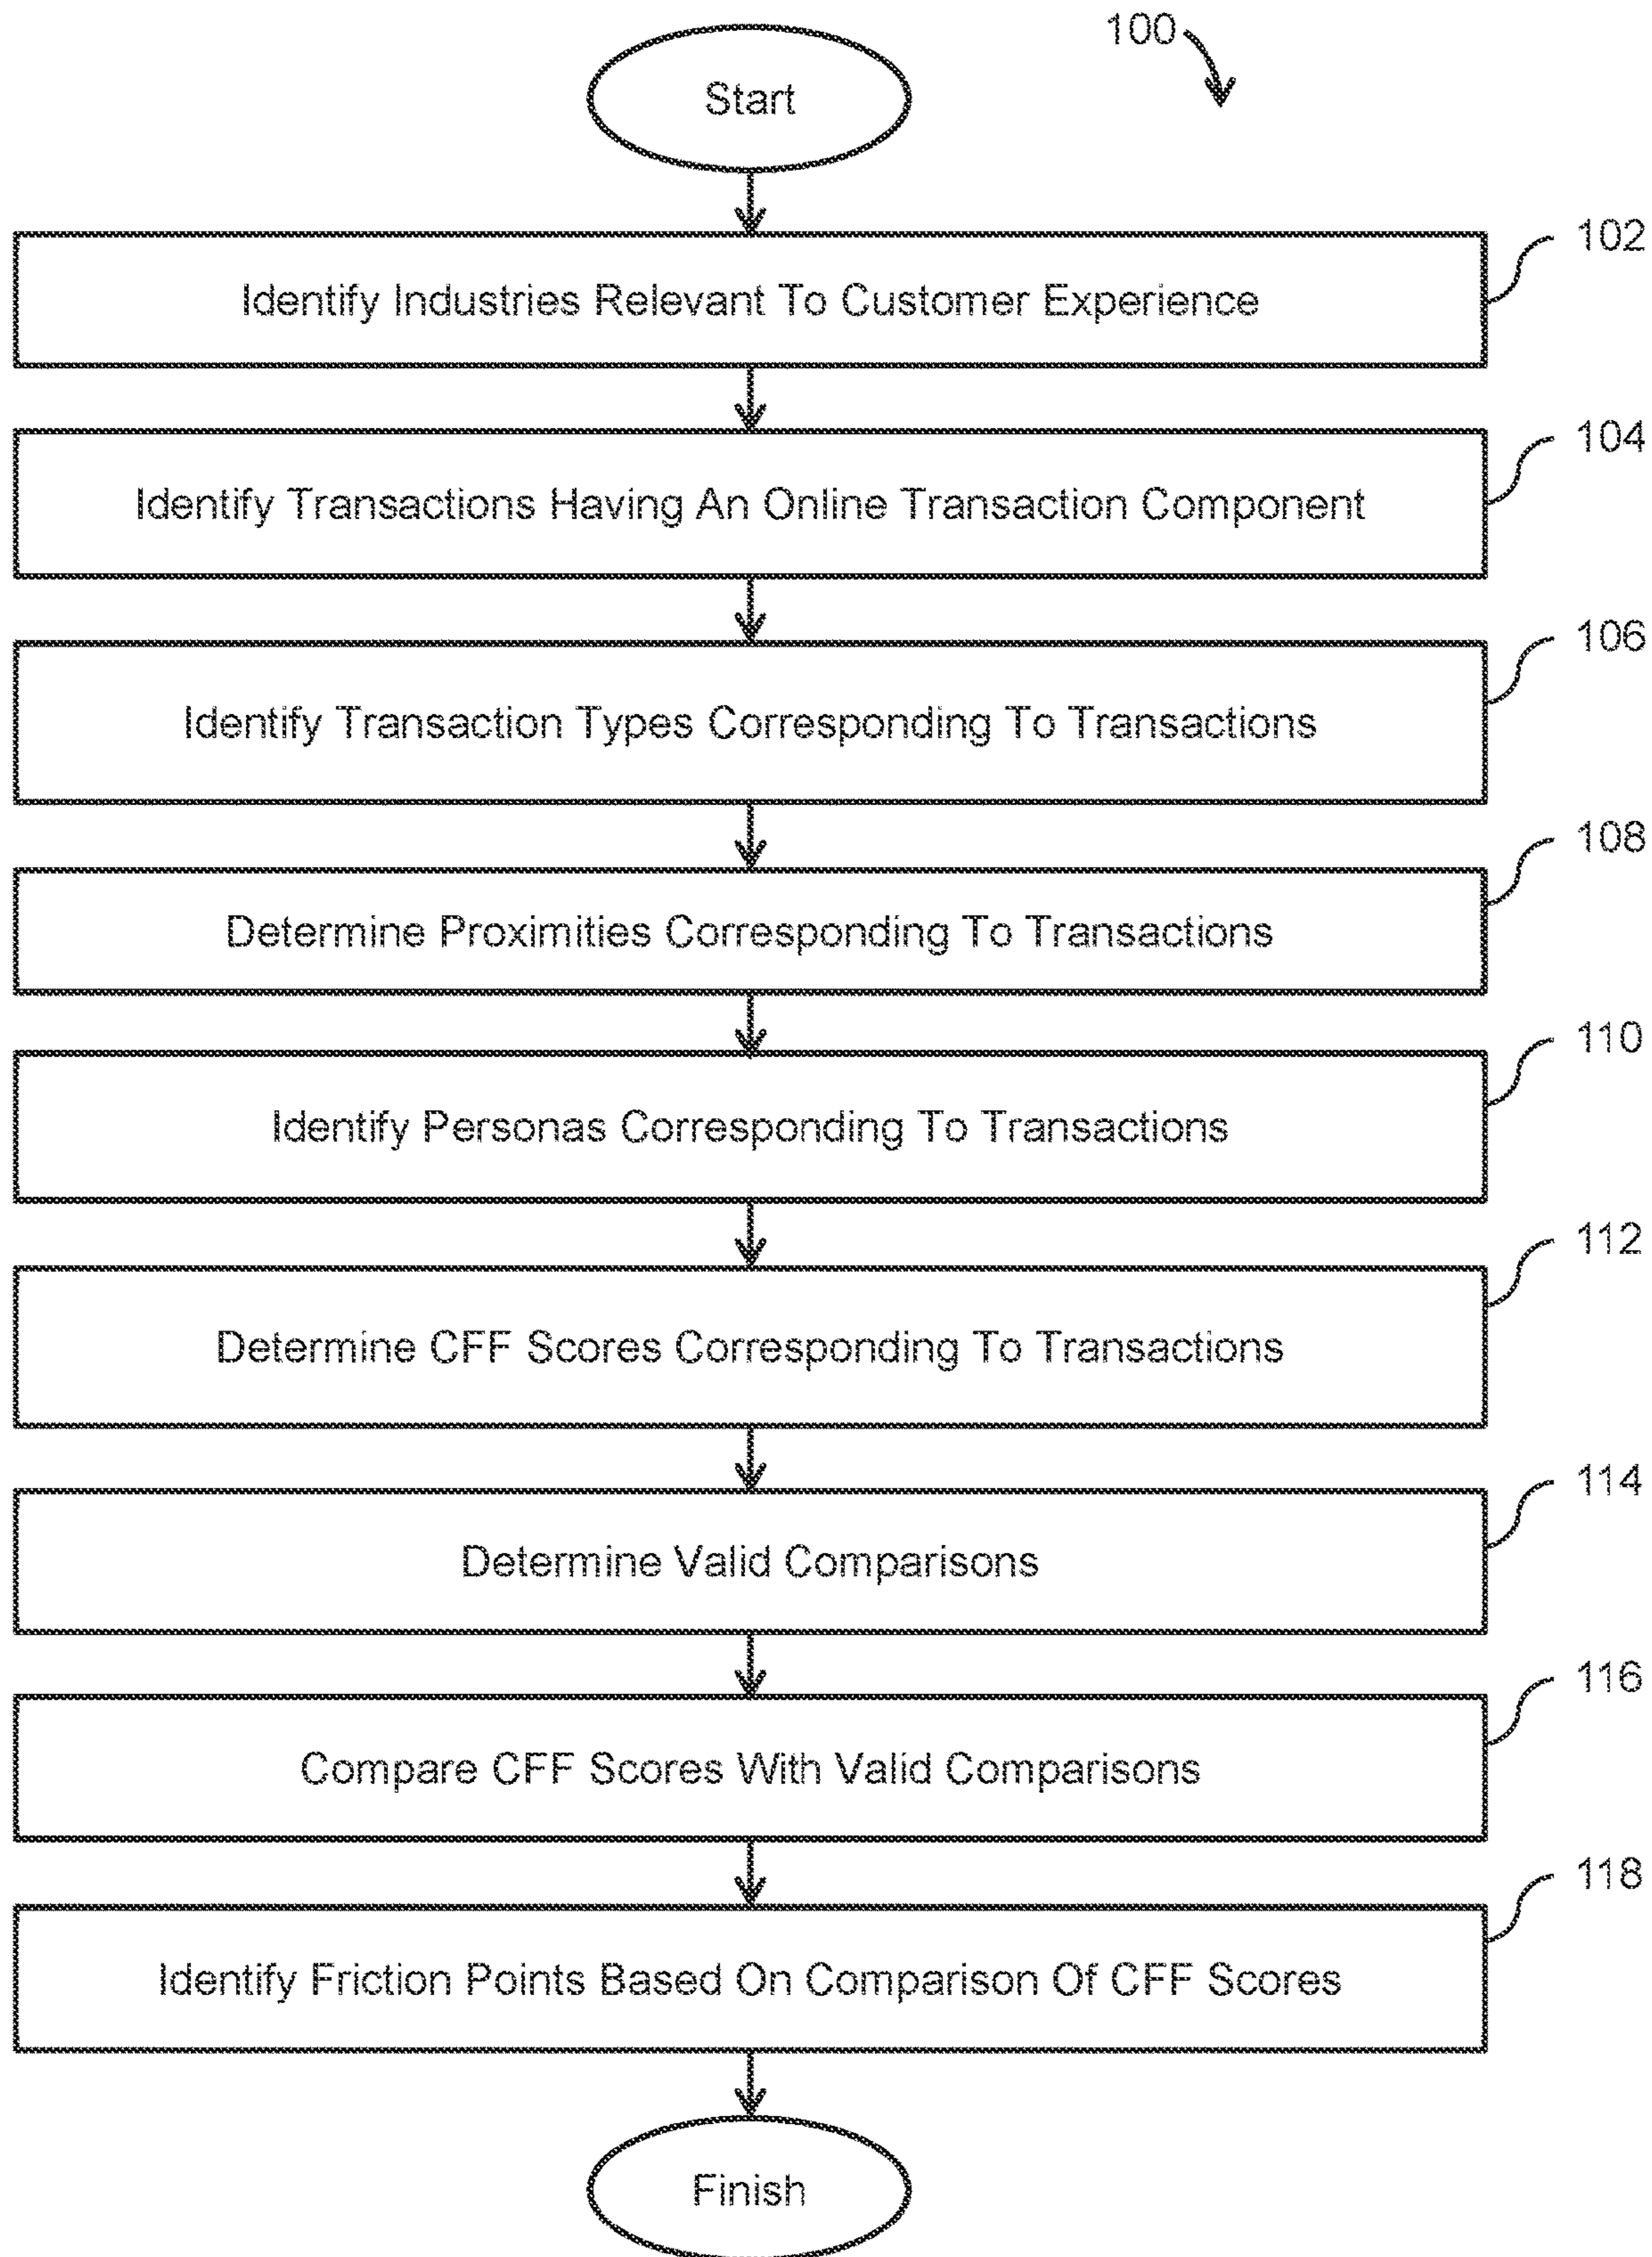 100
Start
102
Identify Industries Relevant To Customer Experience
104
Identify Transactions Having An Online Transaction Component
106
Identify Transaction Types Corresponding To Transactions
108
Determine Proximities Corresponding To Transactions
110
Identify Personas Corresponding To Transactions
112
Determine CFF Scores Corresponding To Transactions
114
Determine Valid Comparisons
116
Compare CFF Scores With Valid Comparisons
118
Identify Friction Points Based On Comparison Of CFF Scores
Finish